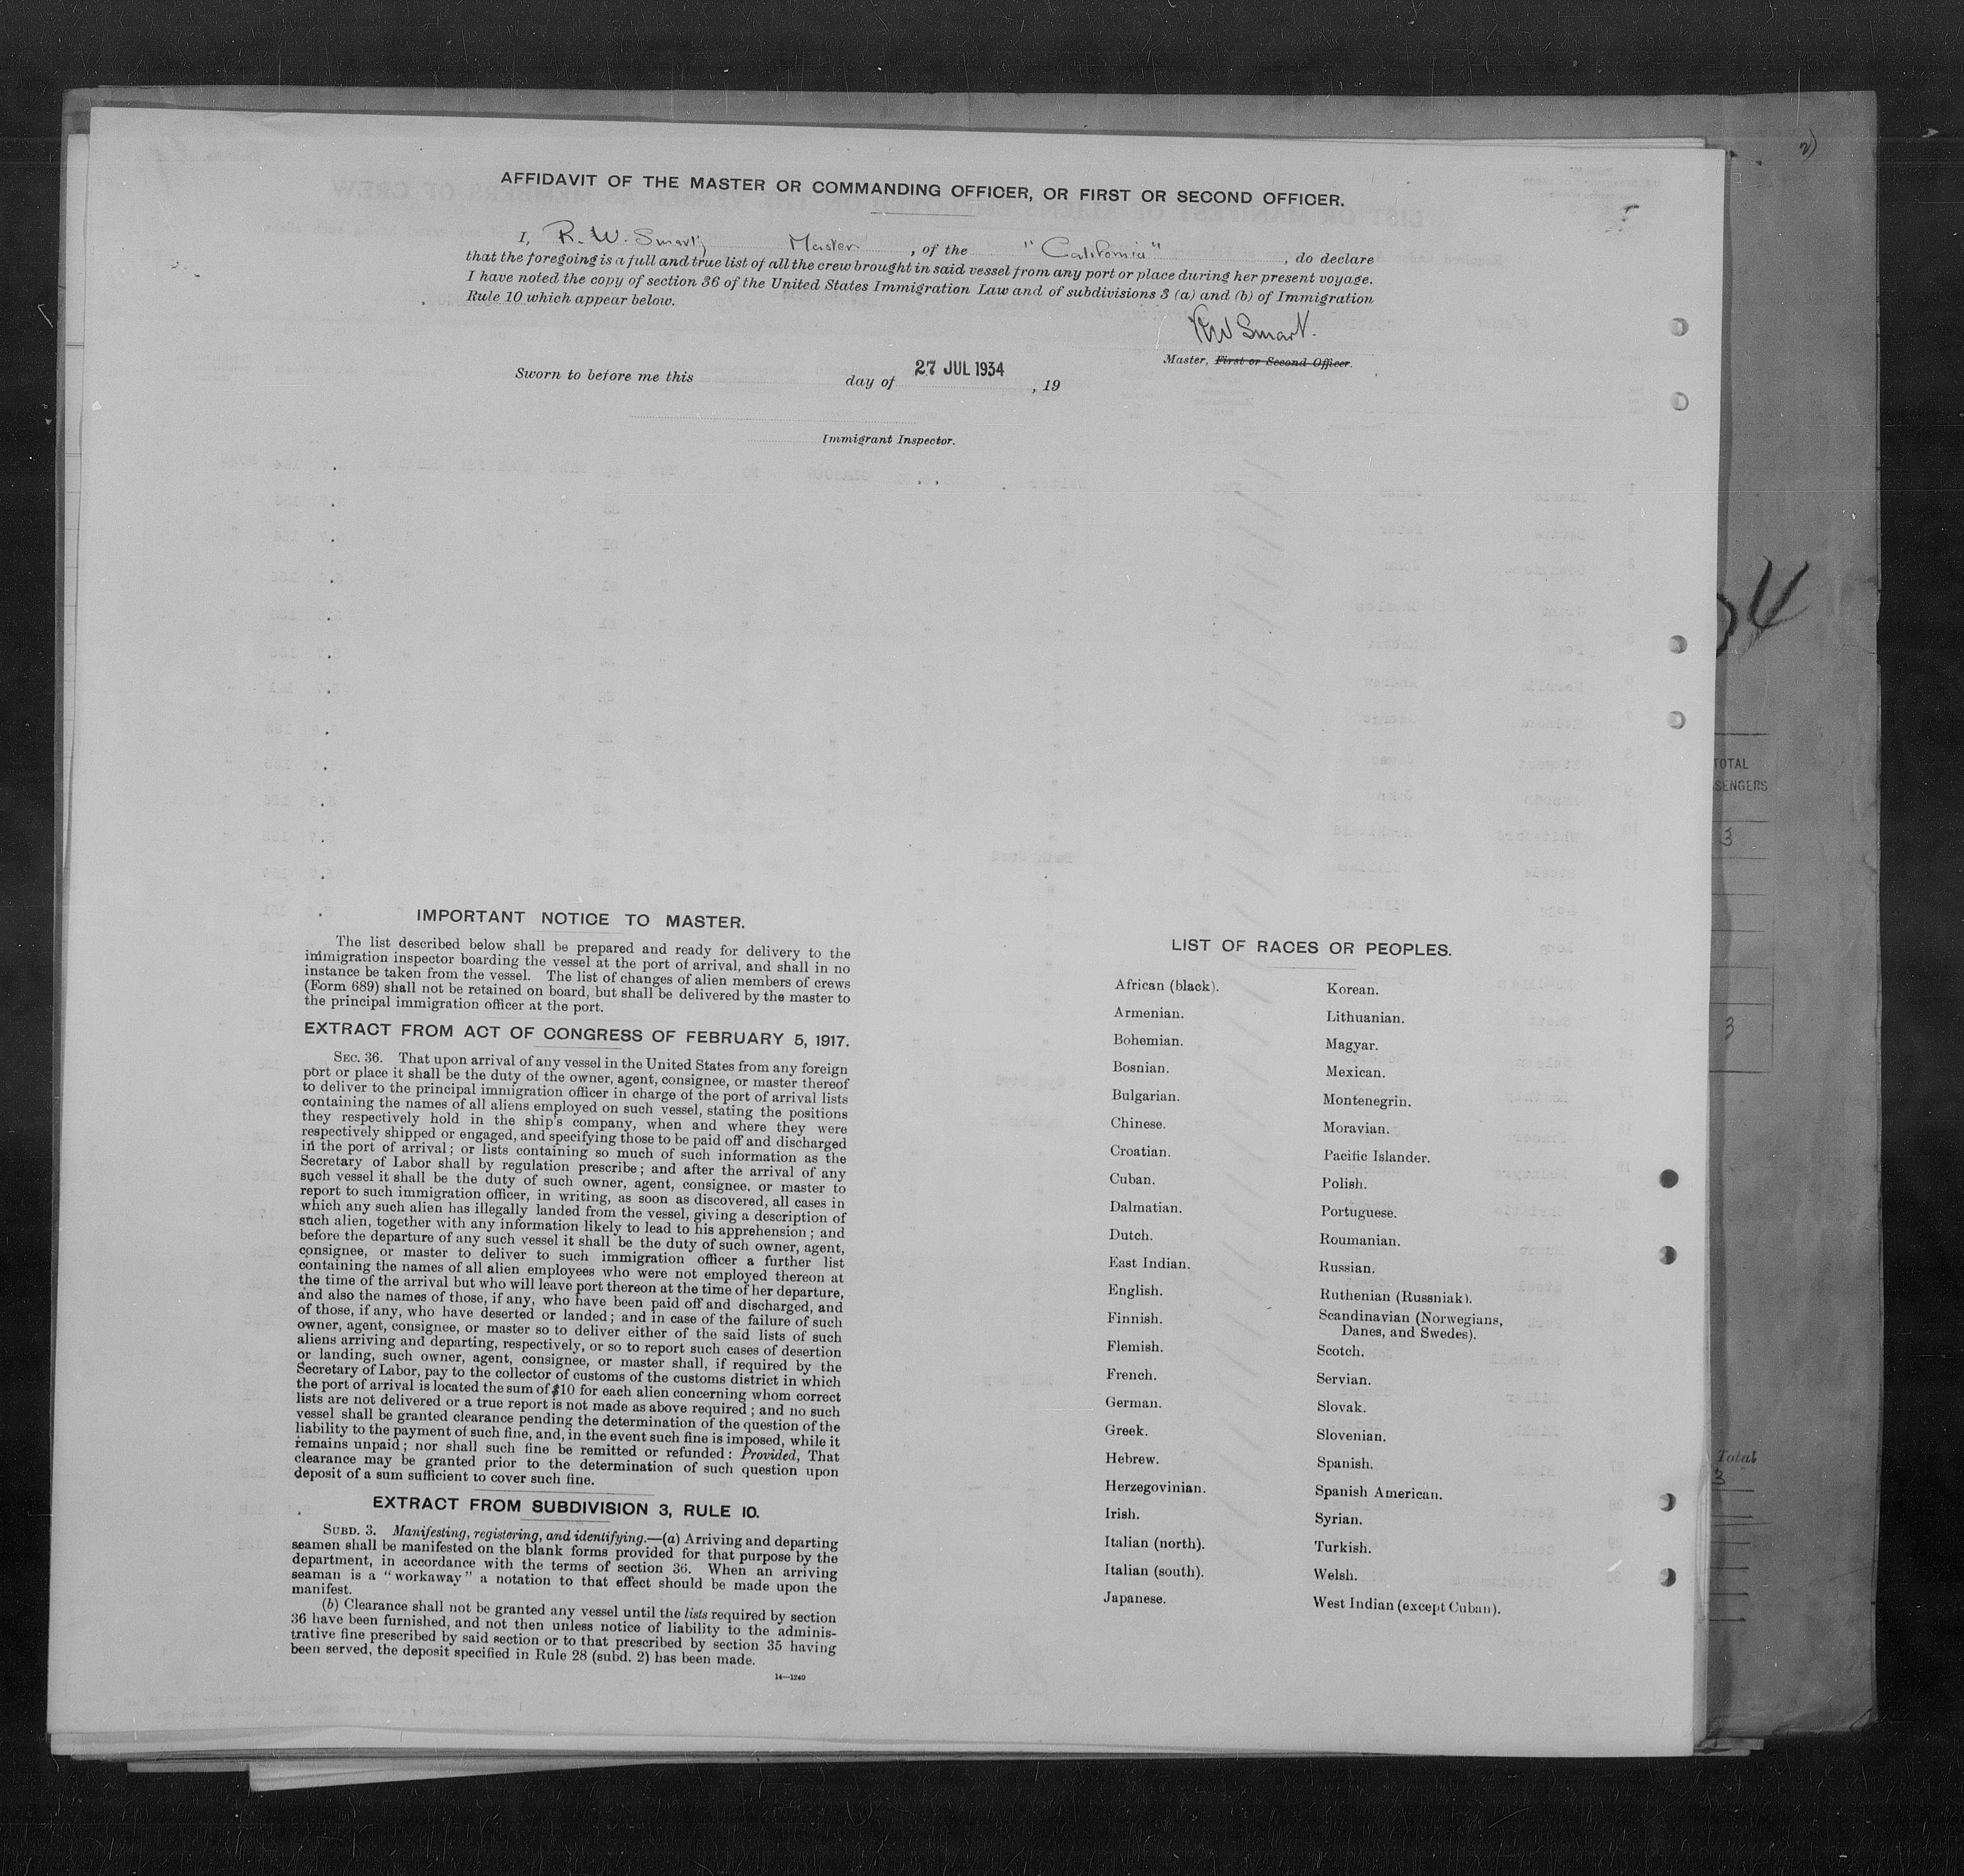 AFFIDAVIT OF THE MASTER OR COMMANDING OFFICER, OR FIRST OR SECOND OFFICER.
I, R. W. Smart, Master, of the "California", do declare
that the foregoing is a full and true list of all the crew brought in said vessel from any port or place during her present voyage.
I have noted the copy of section 36 of the United States Immigration Law and of subdivisions 3 (a) and (b) of Immigration
Rule 10 which appear below.
RW Smart.
Master, First or Second Officer.
Sworn to before me this day of 27 JUL 1934, 19
Immigrant Inspector.
IMPORTANT NOTICE TO MASTER.
The list described below shall be prepared and ready for delivery to the
immigration inspector boarding the vessel at the port of arrival, and shall in no
instance be taken from the vessel. The list of changes of alien members of crews
(Form 689) shall not be retained on board, but shall be delivered by the master to
the principal immigration officer at the port.
EXTRACT FROM ACT OF CONGRESS OF FEBRUARY 5, 1917.
SEC. 36. That upon arrival of any vessel in the United States from any foreign
port or place it shall be the duty of the owner, agent, consignee, or master thereof
to deliver to the principal immigration officer in charge of the port of arrival lists
containing the names of all aliens employed on such vessel, stating the positions
they respectively hold in the ship's company, when and where they were
respectively shipped or engaged, and specifying those to be paid off and discharged
in the port of arrival; or lists containing so much of such information as the
Secretary of Labor shall by regulation prescribe; and after the arrival of any
such vessel it shall be the duty of such owner, agent, consignee, or master to
report to such immigration officer, in writing, as soon as discovered, all cases in
which any such alien has illegally landed from the vessel, giving a description of
such alien, together with any information likely to lead to his apprehension; and
before the departure of any such vessel it shall be the duty of such owner, agent,
consignee, or master to deliver to such immigration officer a further list
containing the names of all alien employees who were not employed thereon at
the time of the arrival but who will leave port thereon at the time of her departure,
and also the names of those, if any, who have been paid off and discharged, and
of those, if any, who have deserted or landed; and in case of the failure of such
owner, agent, consignee, or master so to deliver either of the said lists of such
aliens arriving and departing, respectively, or so to report such cases of desertion
or landing, such owner, agent, consignee, or master shall, if required by the
Secretary of Labor, pay to the collector of customs of the customs district in which
the port of arrival is located the sum of $10 for each alien concerning whom correct
lists are not delivered or a true report is not made as above required; and no such
vessel shall be granted clearance pending the determination of the question of the
liability to the payment of such fine, and, in the event such fine is imposed, while it
remains unpaid; nor shall such fine be remitted or refunded: Provided, That
clearance may be granted prior to the determination of such question upon
deposit of a sum sufficient to cover such fine.
EXTRACT FROM SUBDIVISION 3, RULE 10.
SUBD. 3. Manifesting, registering, and identifying.—(a) Arriving and departing
seamen shall be manifested on the blank forms provided for that purpose by the
department, in accordance with the terms of section 36. When an arriving
seaman is a "workaway" a notation to that effect should be made upon the
manifest.
(b) Clearance shall not be granted any vessel until the lists required by section
36 have been furnished, and not then unless notice of liability to the adminis-
trative fine prescribed by said section or to that prescribed by section 35 having
been served, the deposit specified in Rule 28 (subd. 2) has been made.
14—1240
LIST OF RACES OR PEOPLES.
African (black).
Armenian.
Bohemian.
Bosnian.
Bulgarian.
Chinese.
Croatian.
Cuban.
Dalmatian.
Dutch.
East Indian.
English.
Finnish.
Flemish.
French.
German.
Greek.
Hebrew.
Herzegovinian.
Irish.
Italian (north).
Italian (south).
Japanese.
Korean.
Lithuanian.
Magyar.
Mexican.
Montenegrin.
Moravian.
Pacific Islander.
Polish.
Portuguese.
Roumanian.
Russian.
Ruthenian (Russniak).
Scandinavian (Norwegians,
Danes, and Swedes).
Scotch.
Servian.
Slovak.
Slovenian.
Spanish.
Spanish American.
Syrian.
Turkish.
Welsh.
West Indian (except Cuban).
4
TOTAL
3
3
Total
3